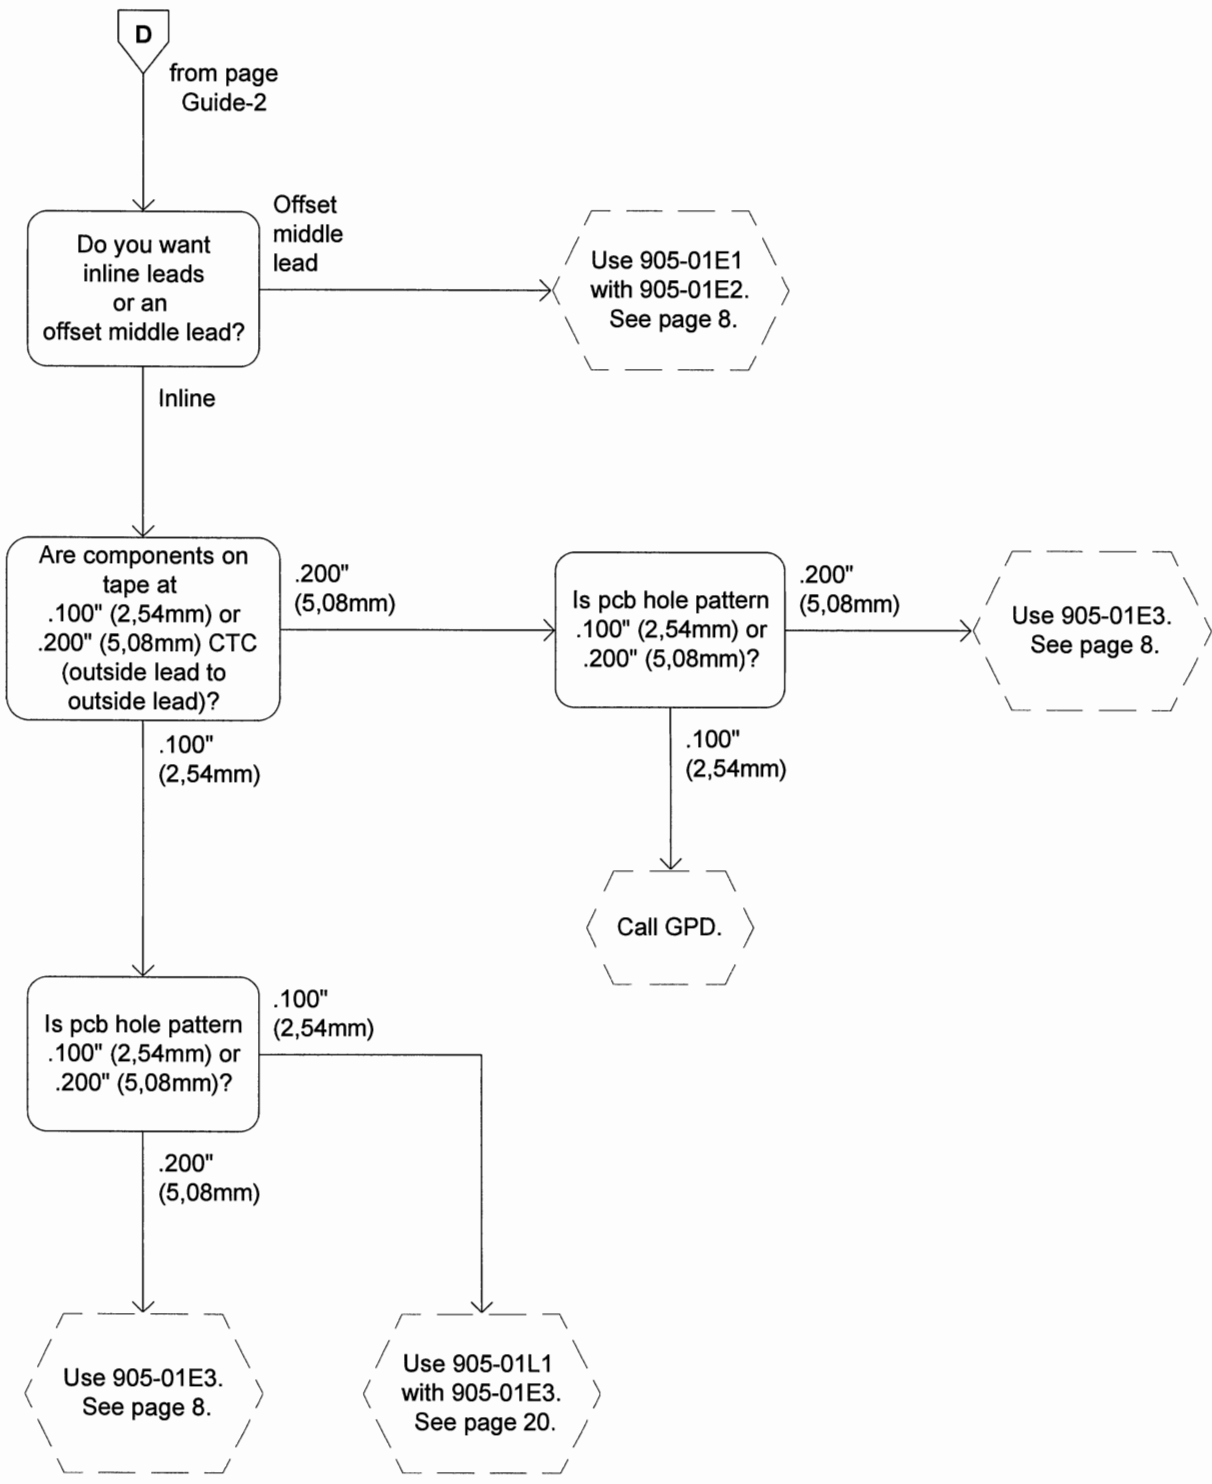 D
from page
Guide-2
Do you want
inline leads
or an
offset middle lead?
Offset
middle
lead
Use 905-01E1
with 905-01E2.
See page 8.
Inline
Are components on
tape at
.100" (2,54mm) or
.200" (5,08mm) CTC
(outside lead to
outside lead)?
.200"
(5,08mm)
Is pcb hole pattern
.100" (2,54mm) or
.200" (5,08mm)?
.200"
(5,08mm)
Use 905-01E3.
See page 8.
.100"
(2,54mm)
.100"
(2,54mm)
Call GPD.
Is pcb hole pattern
.100" (2,54mm) or
.200" (5,08mm)?
.100"
(2,54mm)
.200"
(5,08mm)
Use 905-01E3.
See page 8.
Use 905-01L1
with 905-01E3.
See page 20.